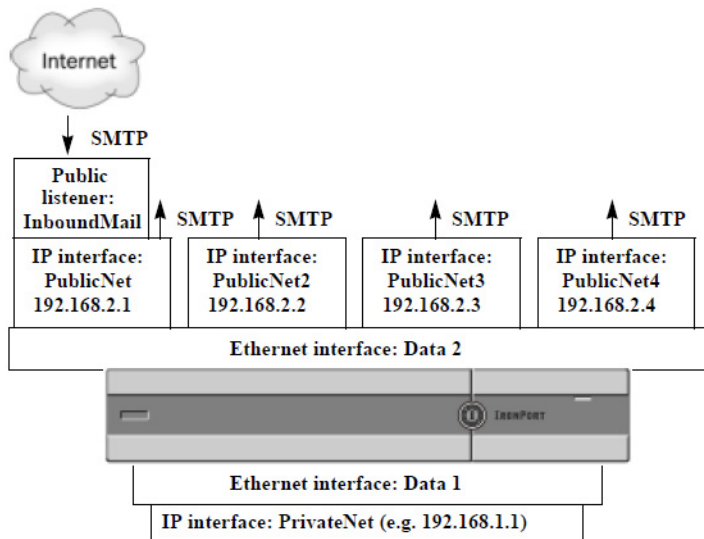 Internet
SMTP
Public
listener:
InboundMail
SMTP
SMTP
SMTP
SMTP
IP interface:
PublicNet
192.168.2.1
IP interface:
PublicNet2
192.168.2.2
IP interface:
PublicNet3
192.168.2.3
IP interface:
PublicNet4
192.168.2.4
Ethernet interface: Data 2
IRONPORT
Ethernet interface: Data 1
IP interface: PrivateNet (e.g. 192.168.1.1)